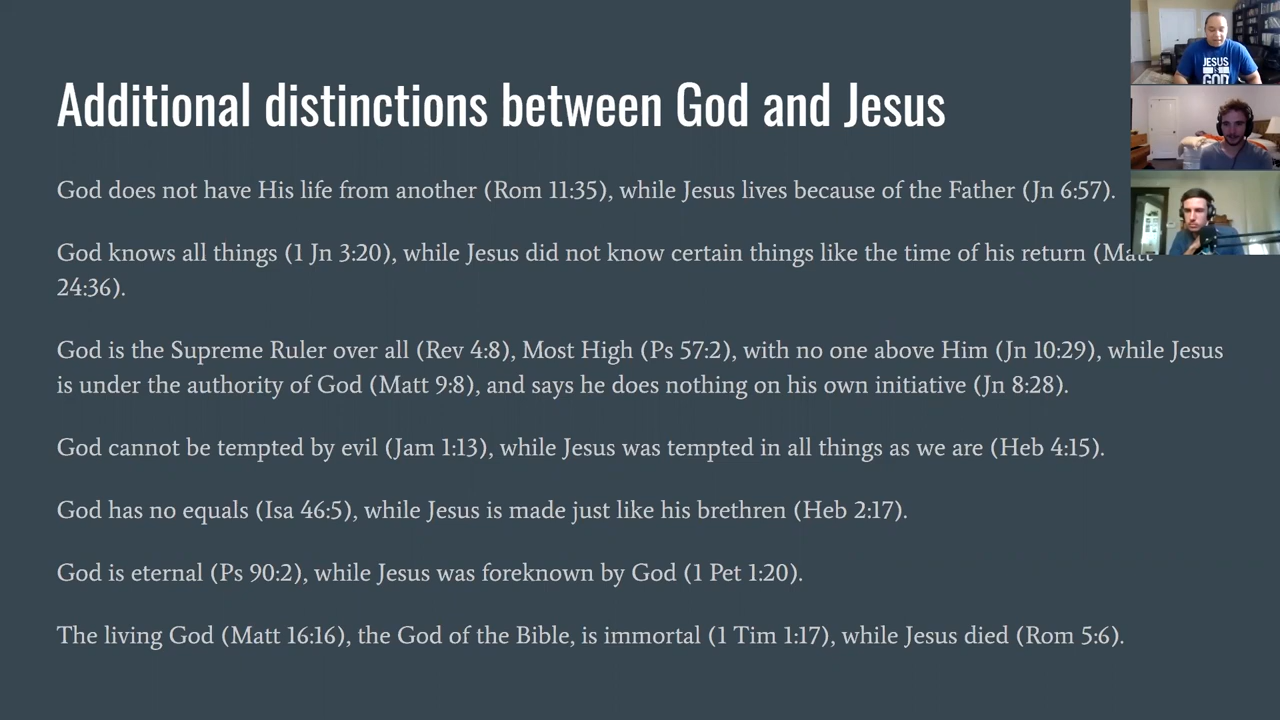 Additional distinctions between God and Jesus
God does not have His life from another (Rom 11:35), while Jesus lives because of the Father (Jn 6:57).
God knows all things (1 Jn 3:20), while Jesus did not know certain things like the time of his return (Matt
24:36).
God is the Supreme Ruler over all (Rev 4:8), Most High (Ps 57:2), with no one above Him (Jn 10:29), while Jesus
is under the authority of God (Matt 9:8), and says he does nothing on his own initiative (Jn 8:28).
God cannot be tempted by evil (Jam 1:13), while Jesus was tempted in all things as we are (Heb 4:15).
God has no equals (Isa 46:5), while Jesus is made just like his brethren (Heb 2:17).
God is eternal (Ps 90:2), while Jesus was foreknown by God (1 Pet 1:20).
The living God (Matt 16:16), the God of the Bible, is immortal (1 Tim 1:17), while Jesus died (Rom 5:6).
JESUS
GOD